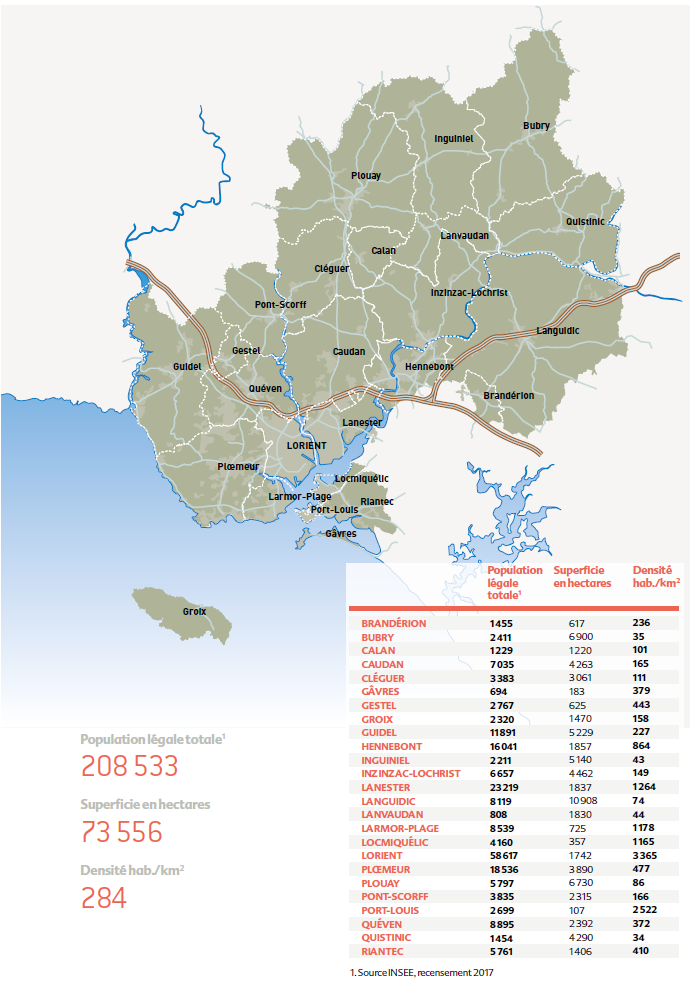 Bubry
Inguiniel
Plouay
Quistinic
Lanvaudan
Calan
Cléguer
Inzinzac-Lochrist
Pont-Scorff
Languidic
Gestel
Caudan
Guidel
Hennebont
Quéven
Brandérion
Lanester
LORIENT
Plœmeur
Locmiquélic
Larmor-Plage
Riantec
Port-Louis
Gâvres
Groix
Population légale totale¹
208 533
Superficie en hectares
73 556
Densité hab./km²
284
Population Superficie Densité
légale en hectares hab./km²
totale¹
BRANDÉRION 1455 617 236
BUBRY 2 411 6 900 35
CALAN 1229 1220 101
CAUDAN 7 035 4 263 165
CLÉGUER 3 383 3 061 111
GÂVRES 694 183 379
GESTEL 2 767 625 443
GROIX 2 320 1470 158
GUIDEL 11891 5 229 227
HENNEBONT 16 041 1857 864
INGUINIEL 2 211 5 140 43
INZINZAC-LOCHRIST 6 657 4 462 149
LANESTER 23 219 1837 1264
LANGUIDIC 8 119 10 908 74
LANVAUDAN 808 1830 44
LARMOR-PLAGE 8 539 725 1178
LOCMIQUÉLIC 4 160 357 1165
LORIENT 58 617 1742 3365
PLŒMEUR 18 536 3 890 477
PLOUAY 5 797 6 730 86
PONT-SCORFF 3 835 2 315 166
PORT-LOUIS 2 699 107 2 522
QUÉVEN 8 895 2 392 372
QUISTINIC 1454 4 290 34
RIANTEC 5 761 1406 410
1. Source INSEE, recensement 2017